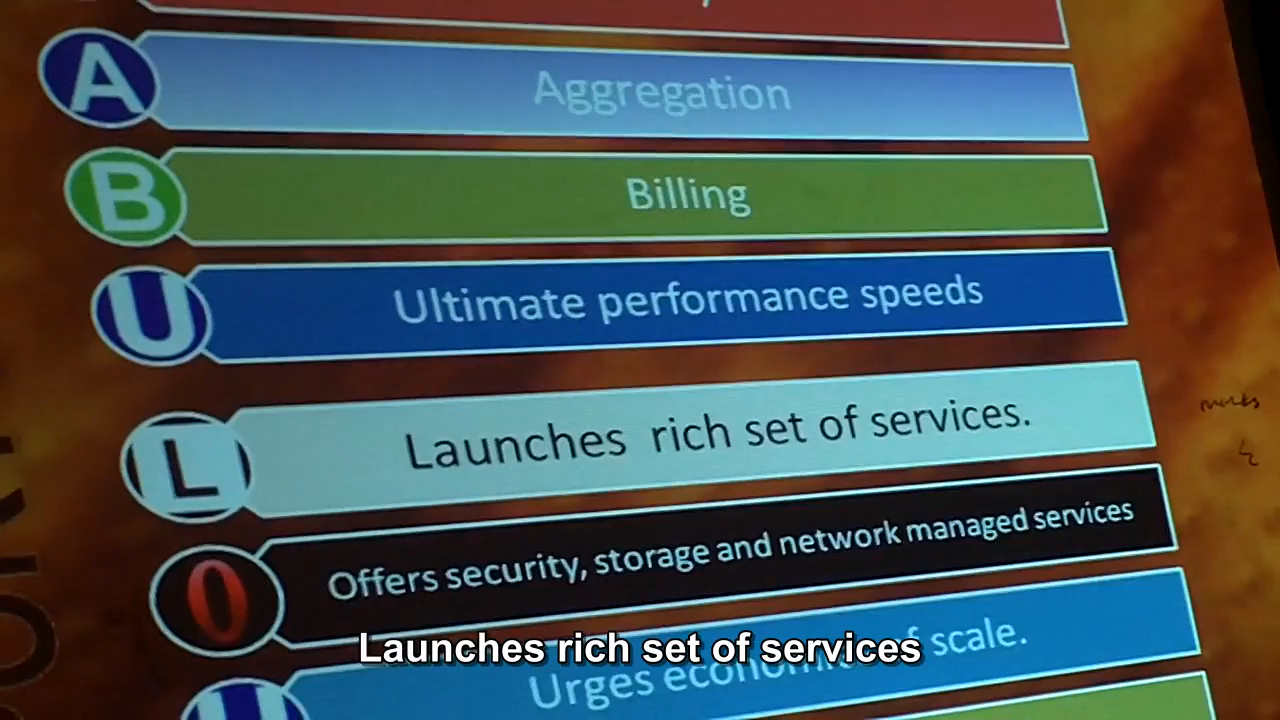 A Aggregation
B Billing
U Ultimate performance speeds
L Launches rich set of services.
O Offers security, storage and network managed services
U Urges of scale.
Launches rich set of services